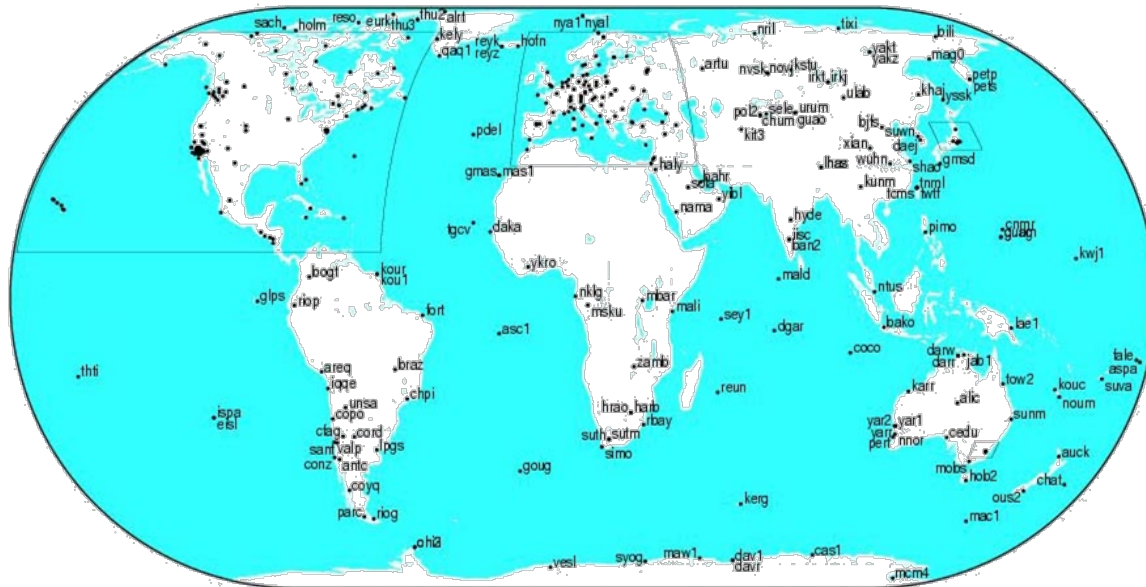 sach
holm
reso
eurk
thu2
thu3
alrt
kely
qaq1
reyk
reyz
hofn
nya1
nyal
nril
tixi
bili
yakt
yakz
mag0
petp
pets
artu
nvsk
novj
kstu
irkt
irkj
ulab
khaj
yssk
pol2
sele
urum
chum
guao
kit3
bjfs
suwn
daej
xian
wuhn
shao
gmsd
lhas
kunm
tnml
tcms
twtf
pdel
gmas
mas1
haly
bahr
sola
yibl
nama
hyde
iisc
ban2
pimo
cnmr
guam
kwj1
tgcv
daka
ykro
bogt
kour
kou1
glps
riop
fort
nklg
msku
mbar
mali
mald
sey1
dgar
ntus
bako
lae1
asc1
coco
darw
darr
jab1
fale
aspa
suva
thti
areq
braz
iqqe
chpi
unsa
copo
ispa
eisl
zamb
reun
karr
alic
tow2
kouc
noum
hrao
harb
rbay
suth
sutm
simo
yar2
yar1
yarr
pert
nnor
cedu
sunm
ctag
cord
sant
valp
lpgs
conz
antc
coyq
goug
kerg
mobs
hob2
auck
chat
ous2
mac1
parc
riog
ohi3
vesl
syog
maw1
dav1
davr
cas1
mcm4